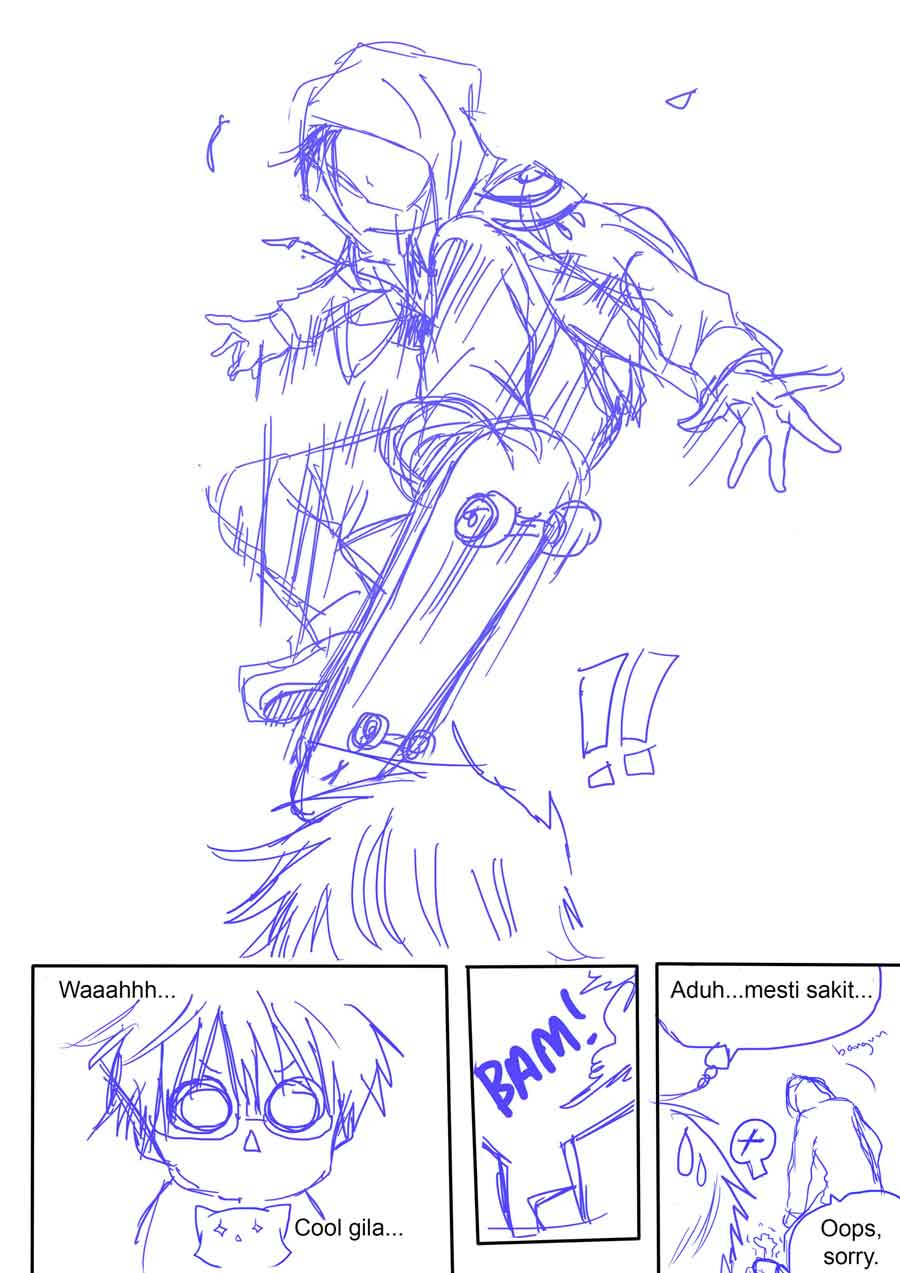 !!
Waaahhh...
Cool gila...
BAM!
Aduh...mesti sakit...
bangun
Oops,
sorry.